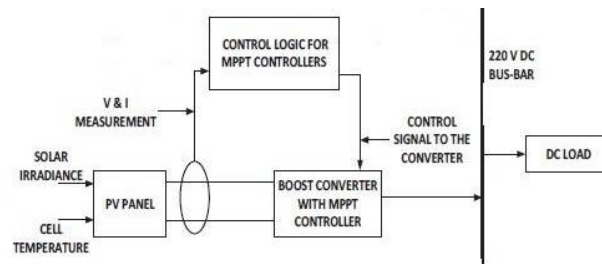 CONTROL LOGIC FOR
MPPT CONTROLLERS
220 V DC
BUS-BAR
V & I
MEASUREMENT
CONTROL
SIGNAL TO THE
CONVERTER
DC LOAD
SOLAR
IRRADIANCE
PV PANEL
BOOST CONVERTER
WITH MPPT
CONTROLLER
CELL
TEMPERATURE